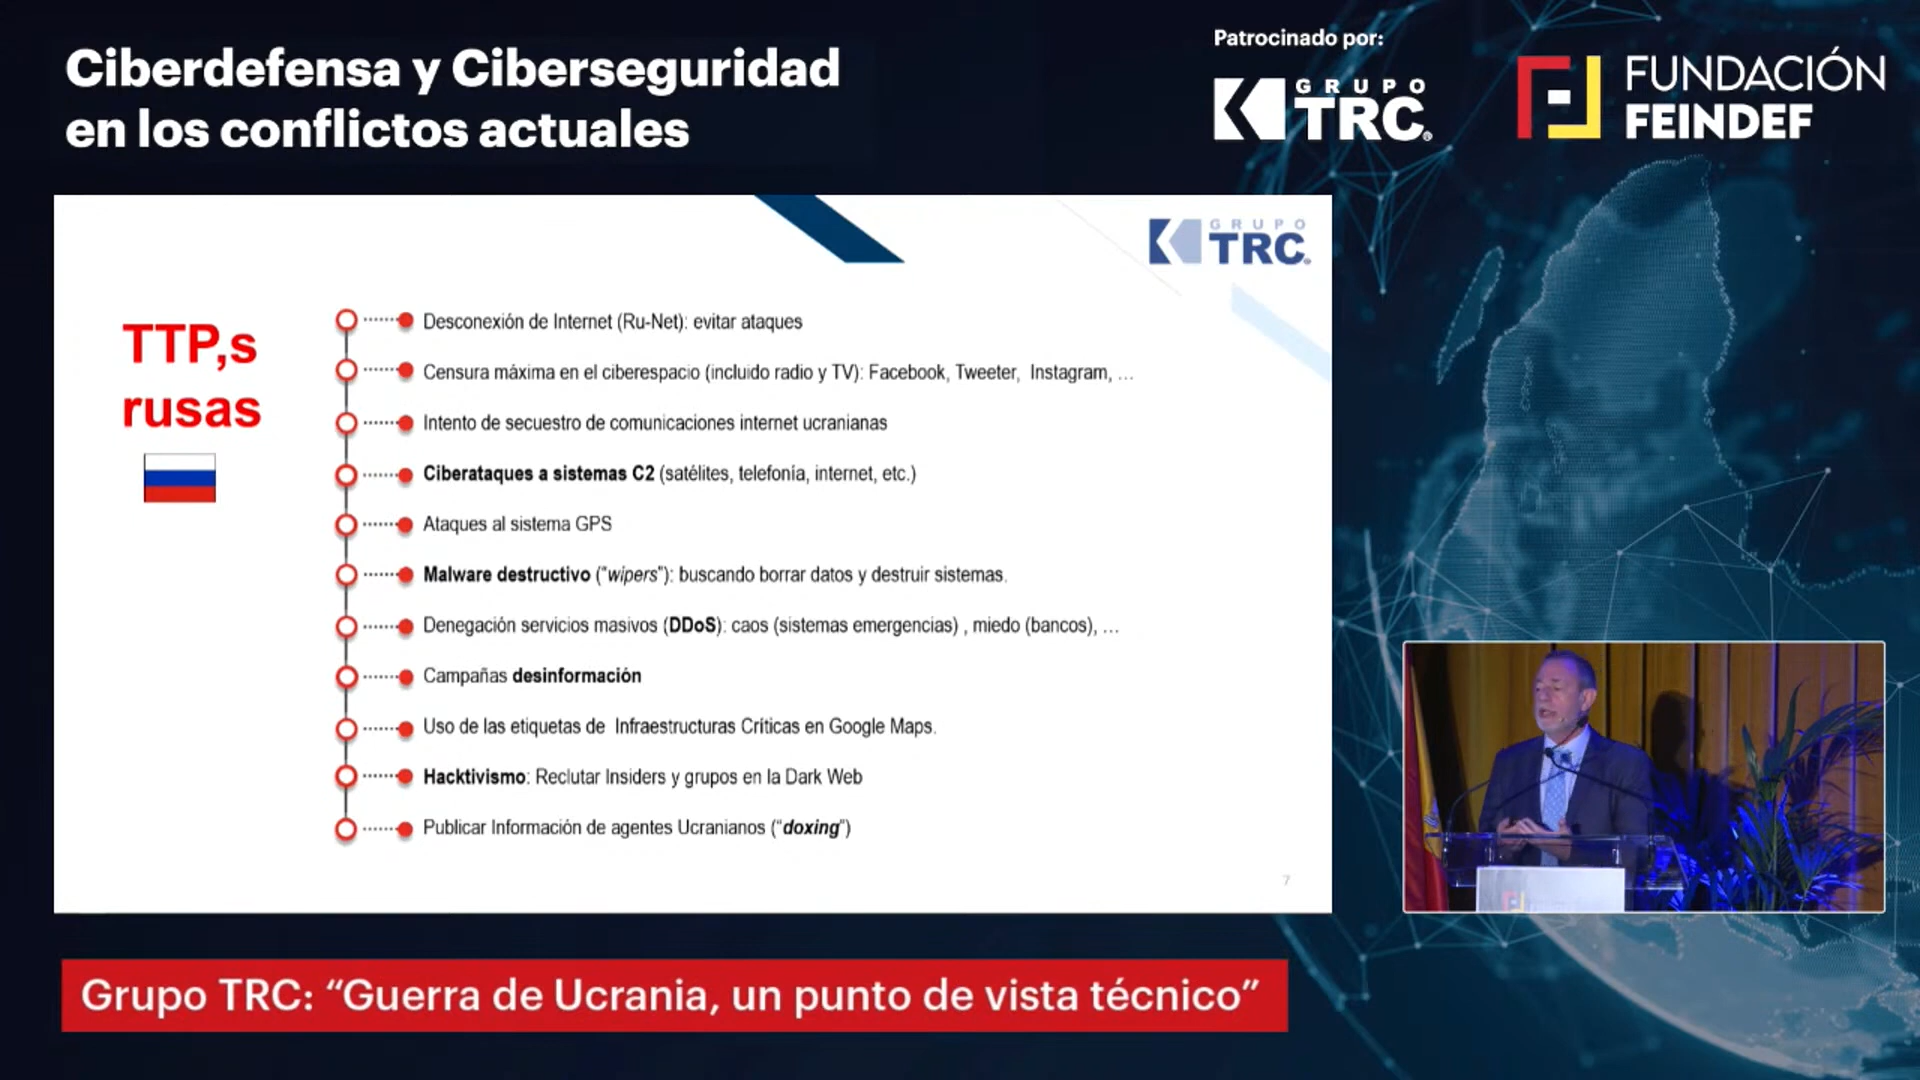 Ciberdefensa y Ciberseguridad
en los conflictos actuales
Patrocinado por:
GRUPO
TRC®
FUNDACIÓN
FEINDEF
GRUPO
TRC®
TTP,s
rusas
Desconexión de Internet (Ru-Net): evitar ataques
Censura máxima en el ciberespacio (incluido radio y TV): Facebook, Tweeter, Instagram, ...
Intento de secuestro de comunicaciones internet ucranianas
Ciberataques a sistemas C2 (satélites, telefonía, internet, etc.)
Ataques al sistema GPS
Malware destructivo ("wipers"): buscando borrar datos y destruir sistemas.
Denegación servicios masivos (DDoS): caos (sistemas emergencias) , miedo (bancos), ...
Campañas desinformación
Uso de las etiquetas de Infraestructuras Críticas en Google Maps.
Hacktivismo: Reclutar Insiders y grupos en la Dark Web
Publicar Información de agentes Ucranianos ("doxing")
7
Grupo TRC: “Guerra de Ucrania, un punto de vista técnico”